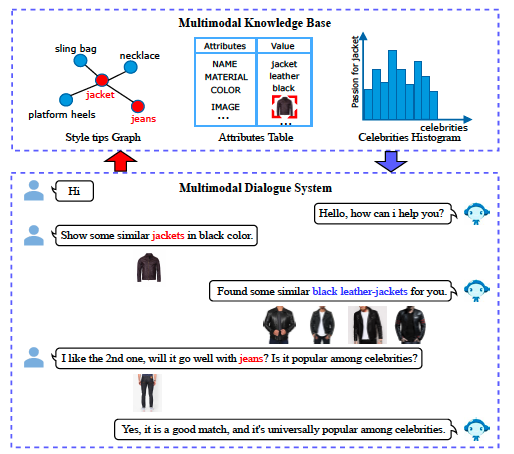 Multimodal Knowledge Base
sling bag
necklace
jacket
platform heels
jeans
Style tips Graph
Attributes Value
NAME jacket
MATERIAL leather
COLOR black
IMAGE
... ...
Attributes Table
Passion for jacket
celebrities
Celebrities Histogram
Multimodal Dialogue System
Hi
Hello, how can i help you?
Show some similar jackets in black color.
Found some similar black leather-jackets for you.
I like the 2nd one, will it go well with jeans? Is it popular among celebrities?
Yes, it is a good match, and it's universally popular among celebrities.